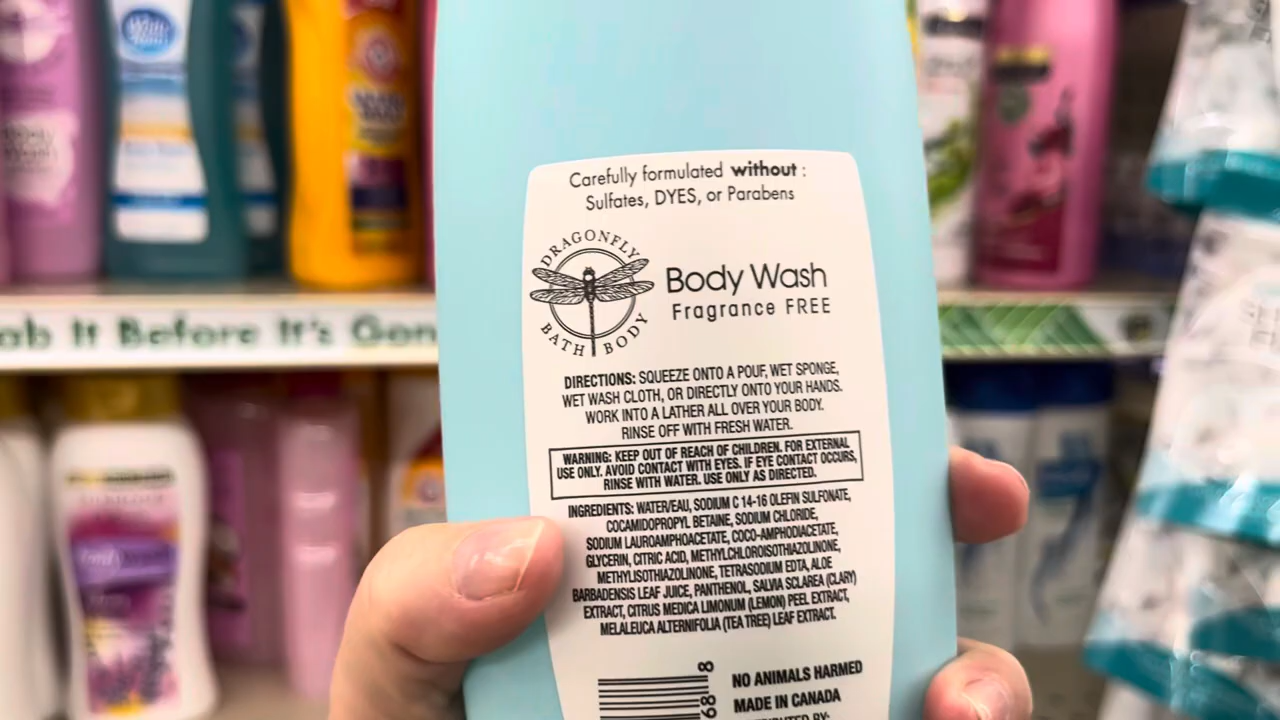 Carefully formulated without :
Sulfates, DYES, or Parabens
DRAGONFLY
BATH BODY
Body Wash
Fragrance FREE
DIRECTIONS: SQUEEZE ONTO A POUF, WET SPONGE,
WET WASH CLOTH, OR DIRECTLY ONTO YOUR HANDS.
WORK INTO A LATHER ALL OVER YOUR BODY.
RINSE OFF WITH FRESH WATER.
WARNING: KEEP OUT OF REACH OF CHILDREN. FOR EXTERNAL
USE ONLY. AVOID CONTACT WITH EYES. IF EYE CONTACT OCCURS,
RINSE WITH WATER. USE ONLY AS DIRECTED.
INGREDIENTS: WATER/EAU, SODIUM C 14-16 OLEFIN SULFONATE,
COCAMIDOPROPYL BETAINE, SODIUM CHLORIDE,
SODIUM LAUROAMPHOACETATE, COCO-AMPHODIACETATE,
GLYCERIN, CITRIC ACID, METHYLCHLOROISOTHIAZOLINONE,
METHYLISOTHIAZOLINONE, TETRASODIUM EDTA, ALOE
BARBADENSIS LEAF JUICE, PANTHENOL, SALVIA SCLAREA (CLARY)
EXTRACT, CITRUS MEDICA LIMONUM (LEMON) PEEL EXTRACT,
MELALEUCA ALTERNIFOLIA (TEA TREE) LEAF EXTRACT.
NO ANIMALS HARMED
MADE IN CANADA
ab It Before It's Gon